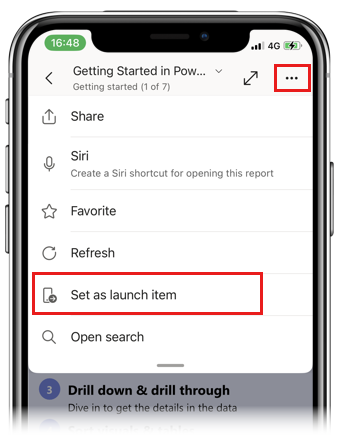 16:48
4G
Getting Started in Pow...
Getting started (1 of 7)
Share
Siri
Create a Siri shortcut for opening this report
Favorite
Refresh
Set as launch item
Open search
3
Drill down & drill through
Dive in to get the details in the data